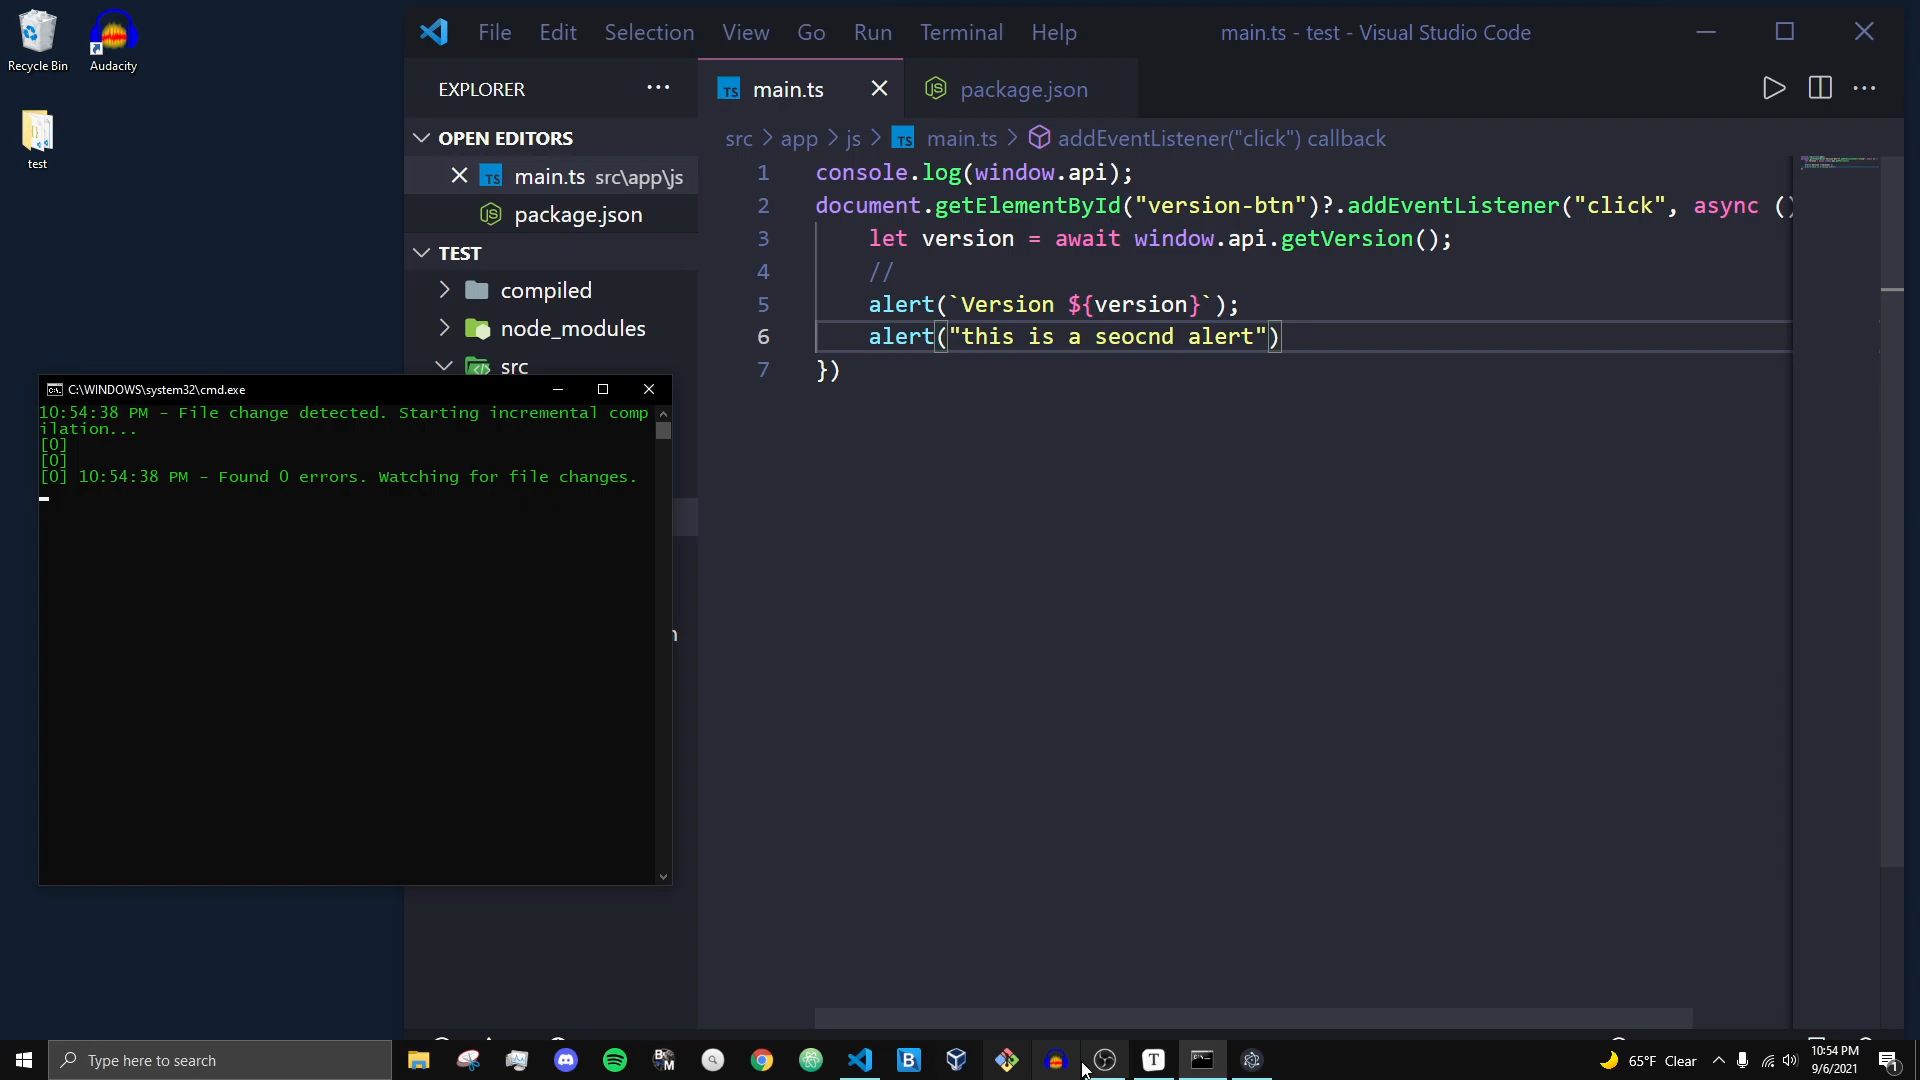 Recycle Bin
Audacity
test
File Edit Selection View Go Run Terminal Help
main.ts - test - Visual Studio Code
EXPLORER
OPEN EDITORS
TS main.ts src\app\js
JS package.json
TEST
compiled
node_modules
src
TS main.ts
JS package.json
src > app > js > TS main.ts > addEventListener("click") callback
1 console.log(window.api);
2 document.getElementById("version-btn")?.addEventListener("click", async ()
3 let version = await window.api.getVersion();
4 //
5 alert(`Version ${version}`);
6 alert("this is a seocnd alert")
7 })
C:\WINDOWS\system32\cmd.exe
10:54:38 PM - File change detected. Starting incremental comp
ilation...
[0]
[0]
[0] 10:54:38 PM - Found 0 errors. Watching for file changes.
Type here to search
65°F Clear
10:54 PM
9/6/2021
1